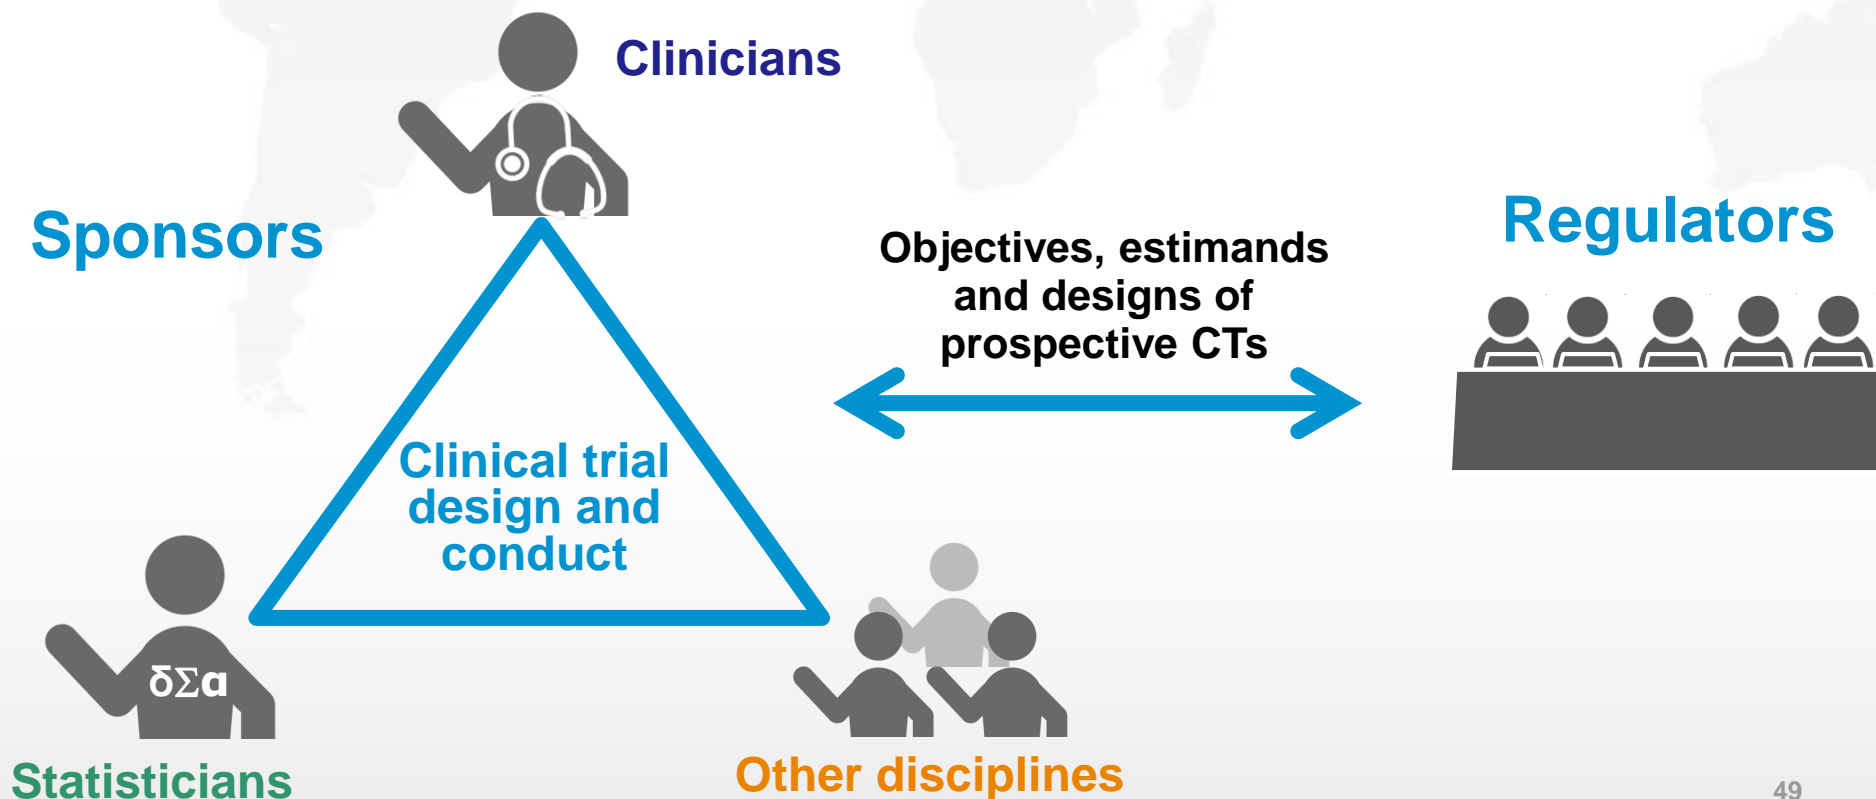 Clinicians
Sponsors
Regulators
Objectives, estimands
and designs of
prospective CTs
Clinical trial
design and
conduct
δΣα
Statisticians
Other disciplines
49